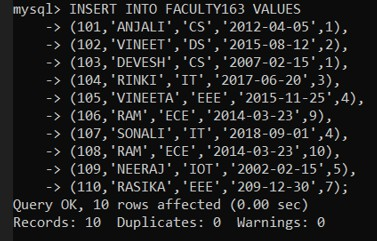 mysql> INSERT INTO FACULTY163 VALUES
-> (101,'ANJALI','CS','2012-04-05',1),
-> (102,'VINEET','DS','2015-08-12',2),
-> (103,'DEVESH','CS','2007-02-15',1),
-> (104,'RINKI','IT','2017-06-20',3),
-> (105,'VINEETA','EEE','2015-11-25',4),
-> (106,'RAM','ECE','2014-03-23',9),
-> (107,'SONALI','IT','2018-09-01',4),
-> (108,'RAM','ECE','2014-03-23',10),
-> (109,'NEERAJ','IOT','2002-02-15',5),
-> (110,'RASIKA','EEE','209-12-30',7);
Query OK, 10 rows affected (0.00 sec)
Records: 10  Duplicates: 0  Warnings: 0